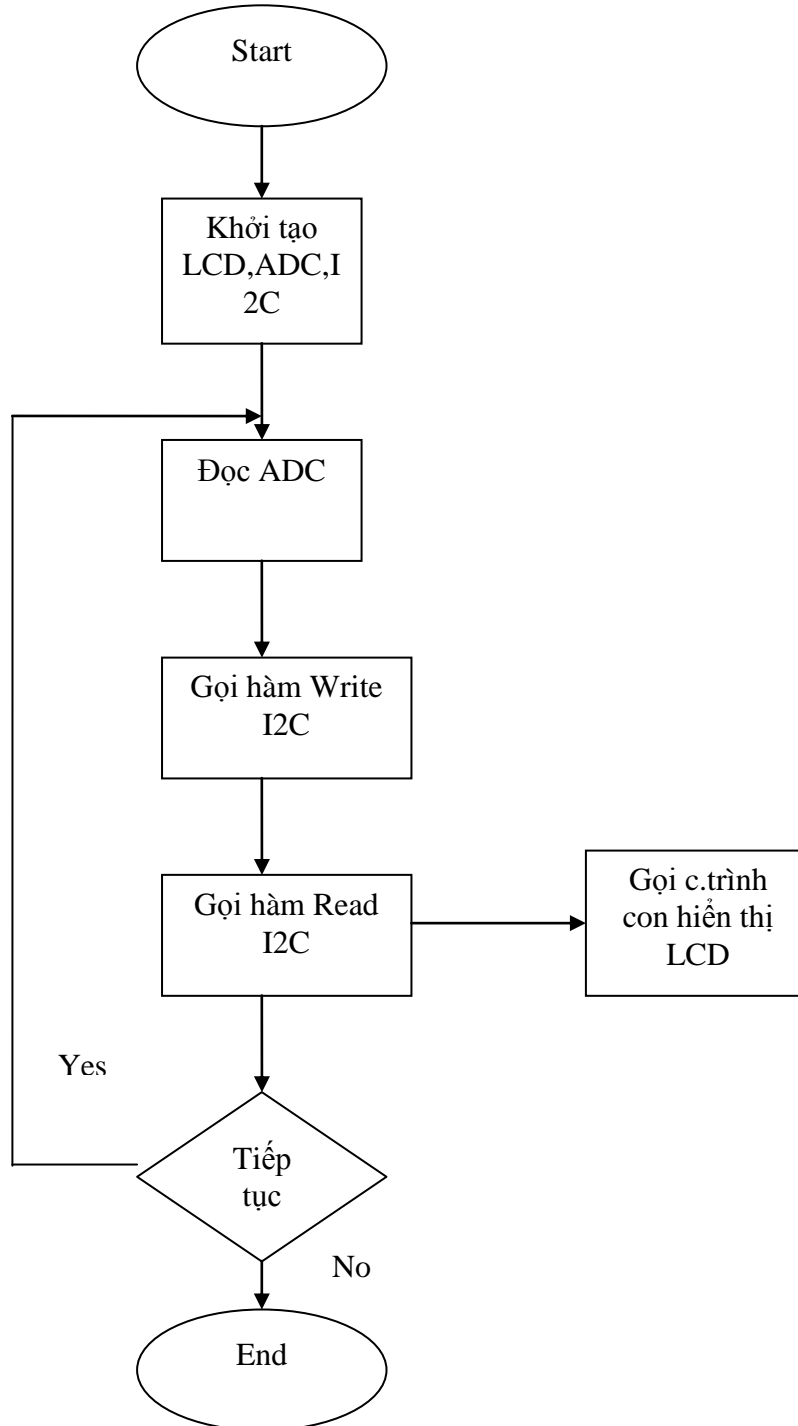 Start
Khởi tạo
LCD,ADC,I
2C
Đọc ADC
Gọi hàm Write
I2C
Gọi hàm Read
I2C
Gọi c.trình
con hiển thị
LCD
Yes
Tiếp
tục
No
End